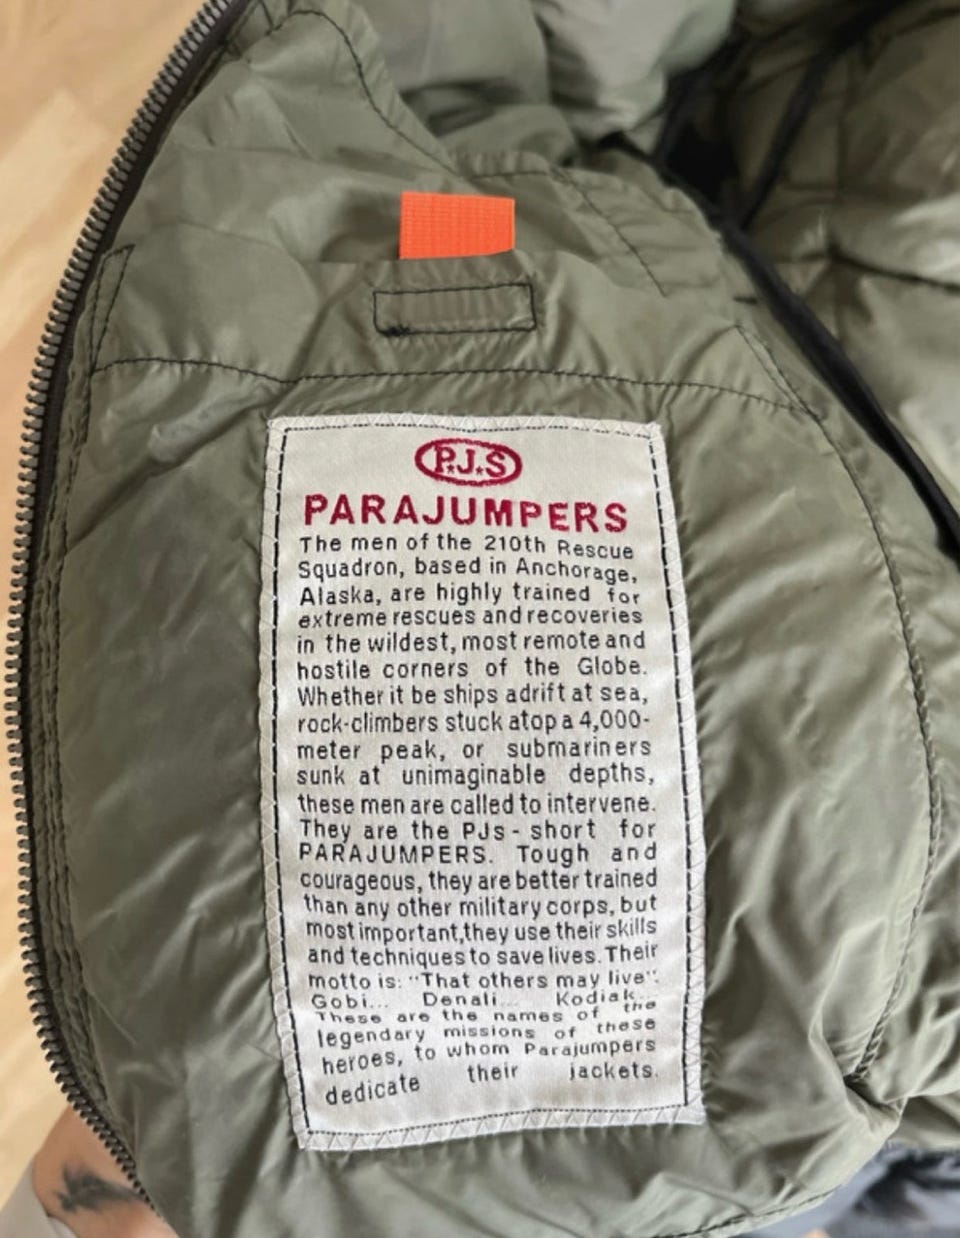 P.J.S
PARAJUMPERS
The men of the 210th Rescue
Squadron, based in Anchorage,
Alaska, are highly trained for
extreme rescues and recoveries
in the wildest, most remote and
hostile corners of the Globe.
Whether it be ships adrift at sea,
rock-climbers stuck atop a 4,000-
meter peak, or submariners
sunk at unimaginable depths,
these men are called to intervene.
They are the PJs - short for
PARAJUMPERS. Tough and
courageous, they are better trained
than any other military corps, but
most important,they use their skills
and techniques to save lives. Their
motto is: "That others may live".
Gobi... Denali... Kodiak...
These are the names of the
legendary missions of these
heroes, to whom Parajumpers
dedicate their jackets.